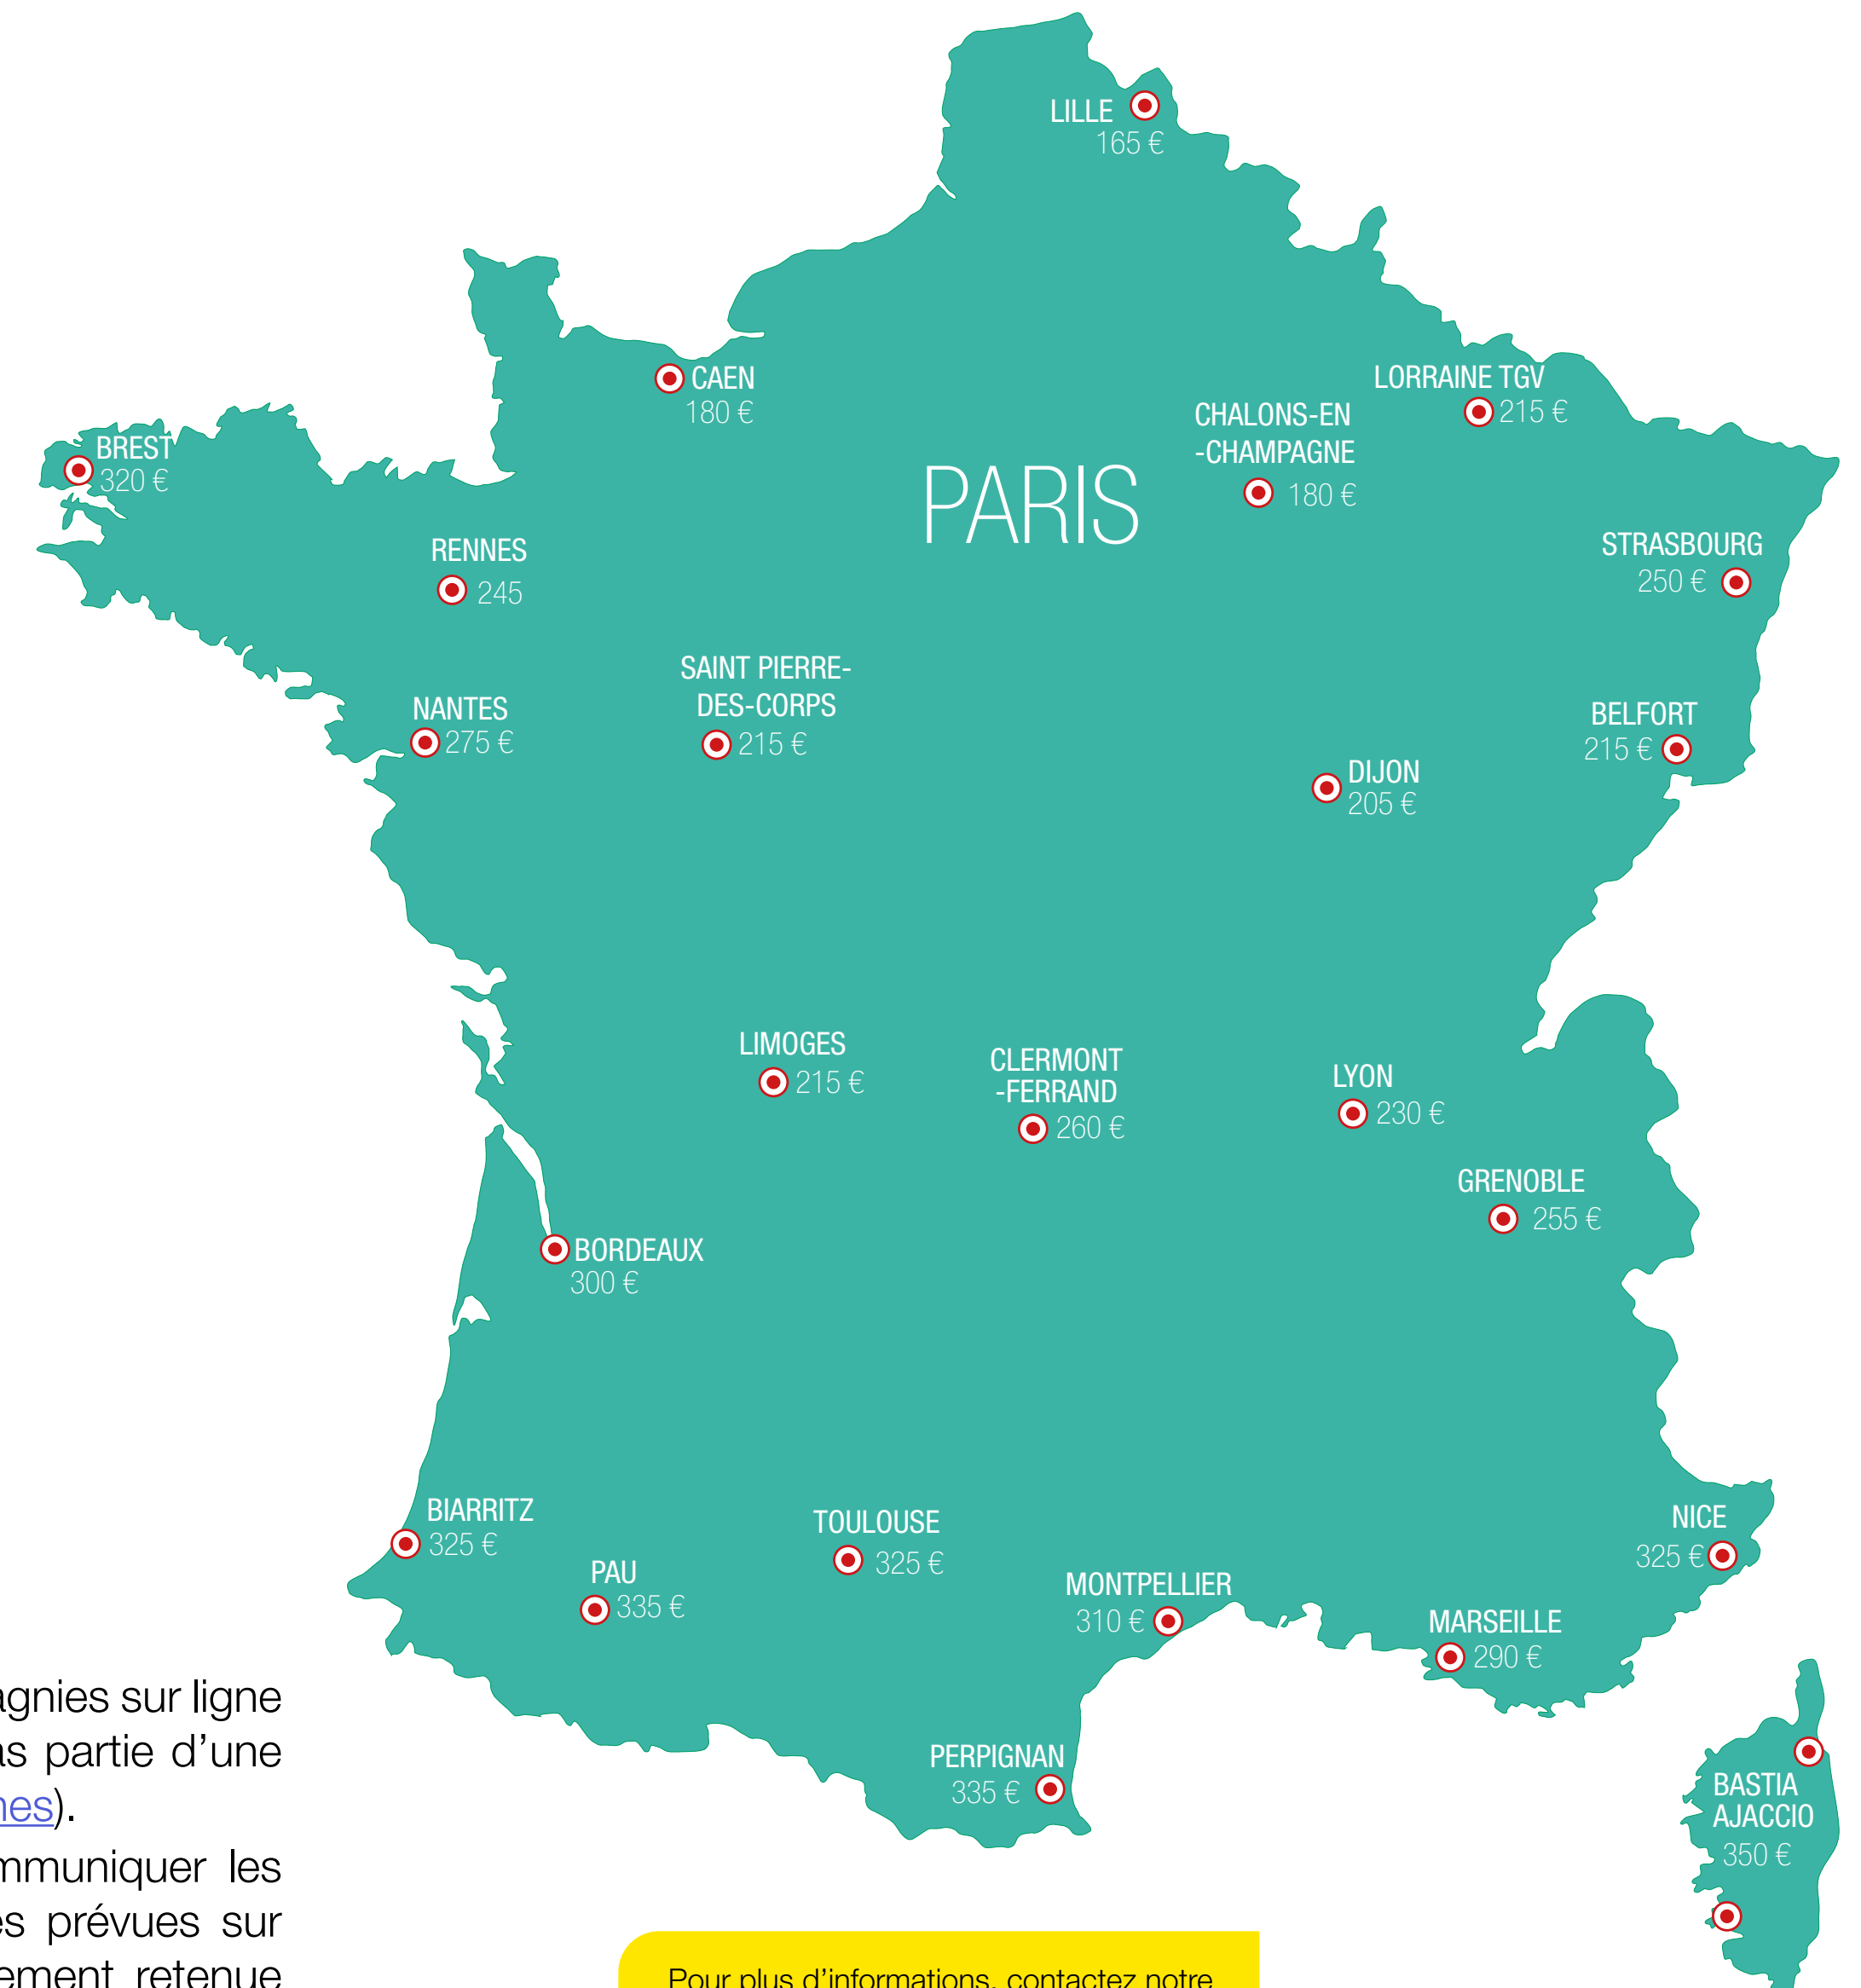 LILLE
165 €
CAEN
180 €
LORRAINE TGV
215 €
CHALONS-EN
-CHAMPAGNE
180 €
BREST
320 €
PARIS
RENNES
245
STRASBOURG
250 €
SAINT PIERRE-
DES-CORPS
215 €
NANTES
275 €
BELFORT
215 €
DIJON
205 €
LIMOGES
215 €
CLERMONT
-FERRAND
260 €
LYON
230 €
GRENOBLE
255 €
BORDEAUX
300 €
BIARRITZ
325 €
PAU
335 €
TOULOUSE
325 €
NICE
325 €
MONTPELLIER
310 €
MARSEILLE
290 €
PERPIGNAN
335 €
BASTIA
AJACCIO
350 €
agnies sur ligne
as partie d’une
nes).
mmuniquer les
es prévues sur
ement retenue
Pour plus d’informations, contactez notre